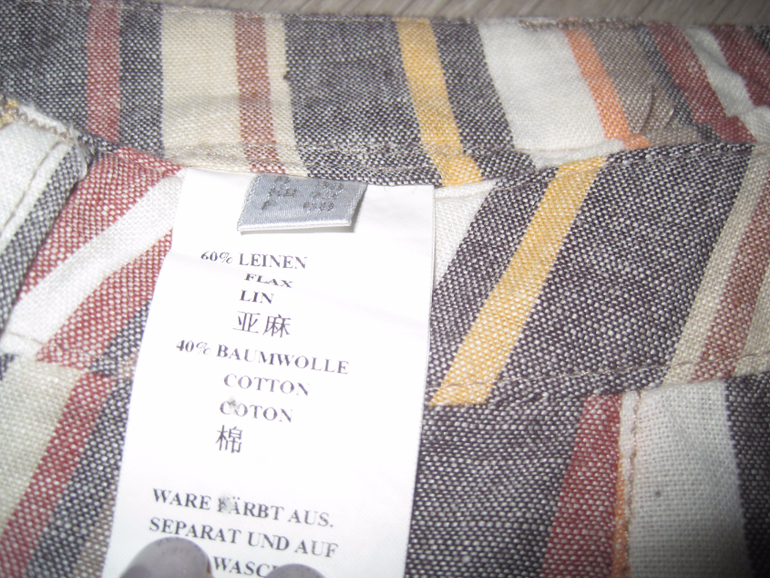 60% LEINEN
FLAX
LIN
亚麻
40% BAUMWOLLE
COTTON
COTON
棉
WARE FÄRBT AUS.
SEPARAT UND AUF